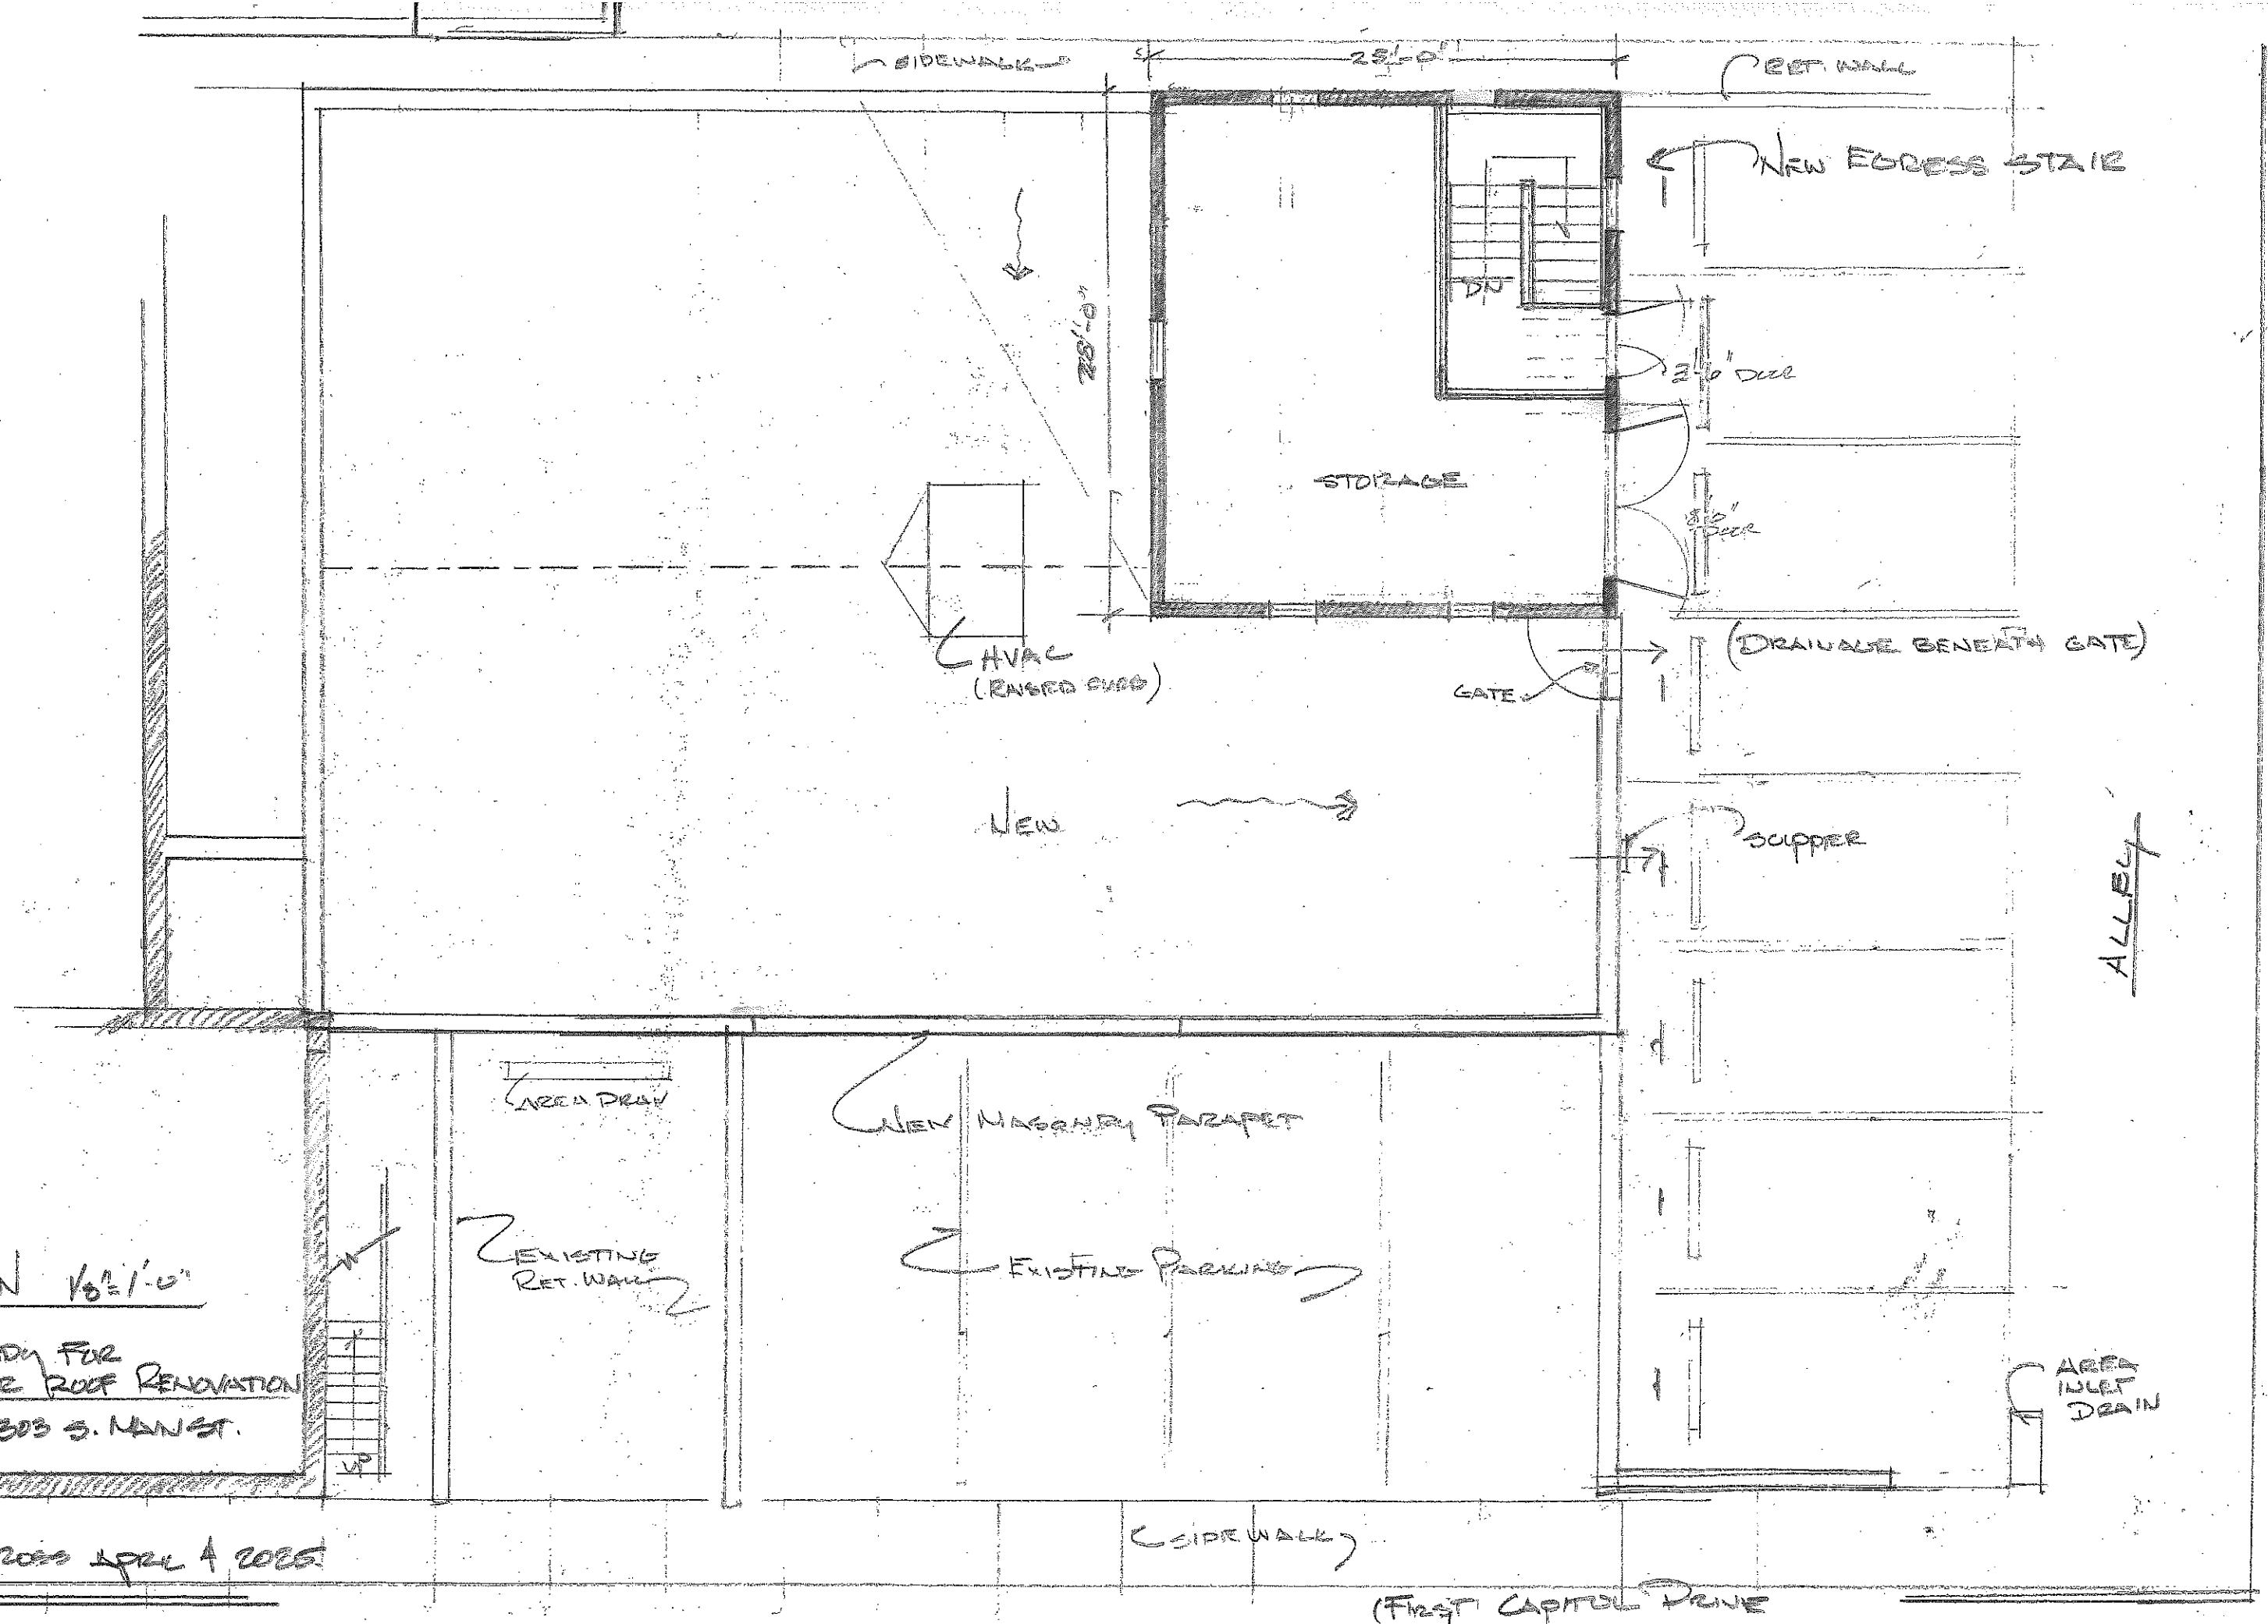 SIDEWALK
25'-0"
RET. WALL
NEW EGRESS STAIR
28'-0"
DN
3'-6" DOOR
STORAGE
8'-0"
DOOR
HVAC
(RAISED CURB)
(DRAINAGE BENEATH GATE)
GATE
NEW
SCUPPER
ALLEY
AREA DRAIN
NEW MASONRY PARAPET
EXISTING
RET. WALL
EXISTING PARKING
1/8"=1'-0"
FOR
ROOF RENOVATION
303 S. MAIN ST.
UP
AREA
INLET
DRAIN
SIDEWALK
APRIL 4 2025
(FIRST CAPITOL DRIVE